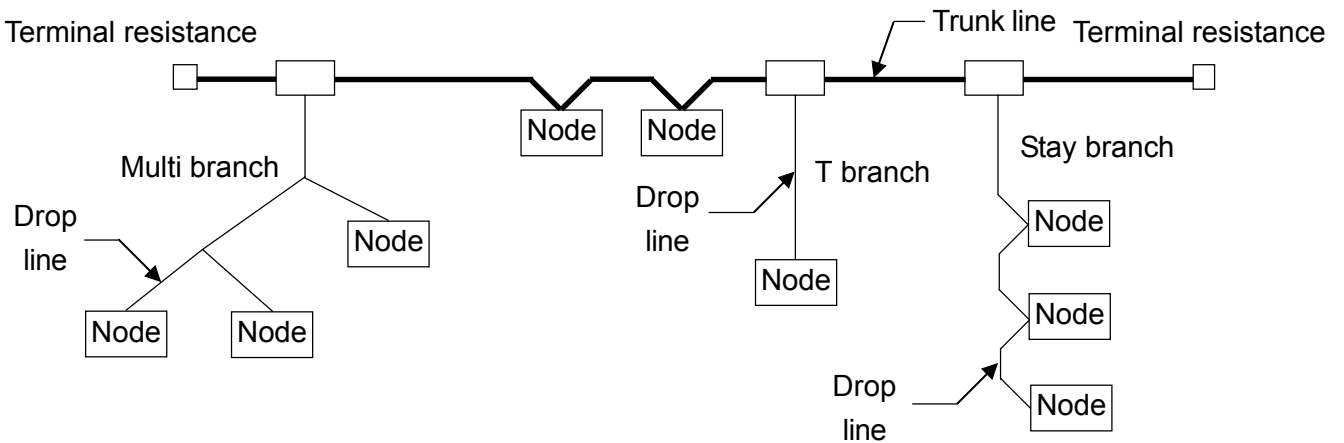 Terminal resistance
Trunk line
Terminal resistance
Node
Node
Multi branch
T branch
Stay branch
Drop
line
Node
Drop
line
Node
Node
Node
Node
Node
Drop
line
Node